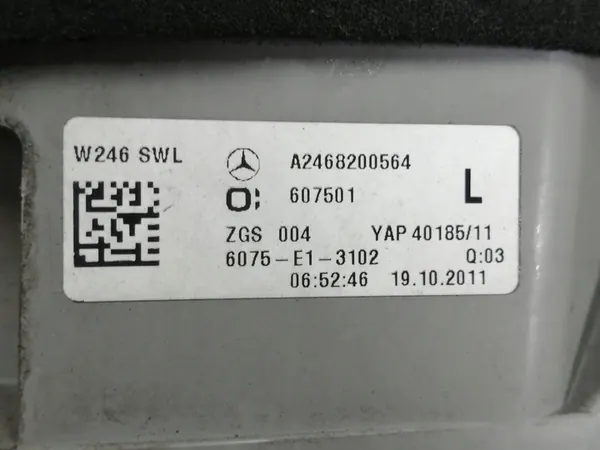 W246 SWL
A2468200564
607501
L
ZGS 004 YAP 40185/11
6075-E1-3102 Q:03
06:52:46 19.10.2011